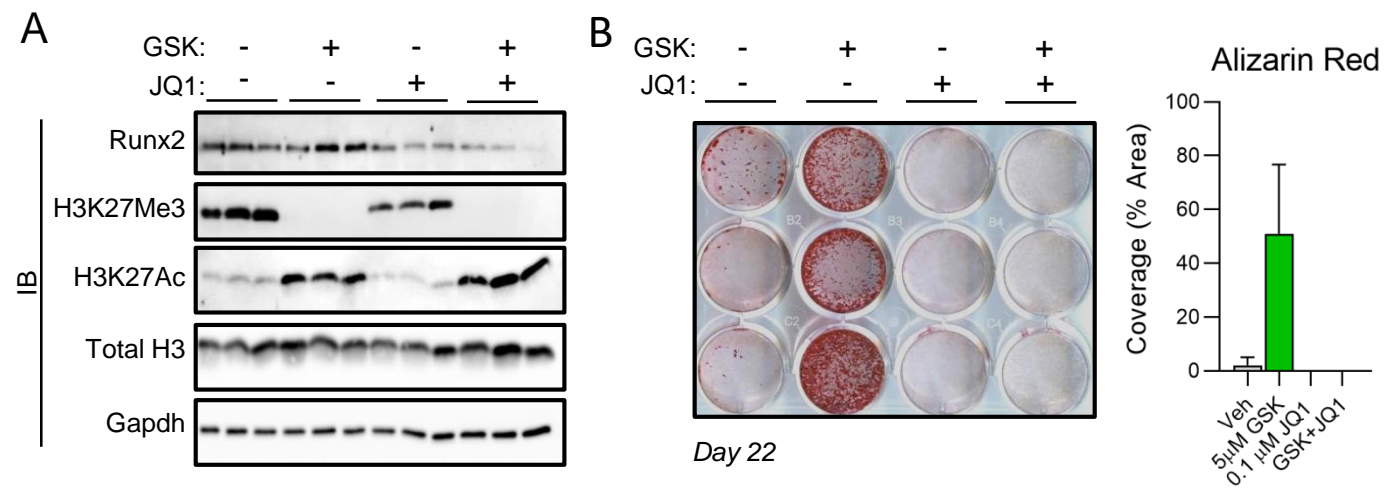 A
GSK: - + - +
JQ1: - - + +
IB
Runx2
H3K27Me3
H3K27Ac
Total H3
Gapdh
B
GSK: - + - +
JQ1: - - + +
B2 B3 B4
C2 C4
Day 22
Alizarin Red
Coverage (% Area)
100
80
60
40
20
0
Veh
5μM GSK
0.1 μM JQ1
GSK+JQ1